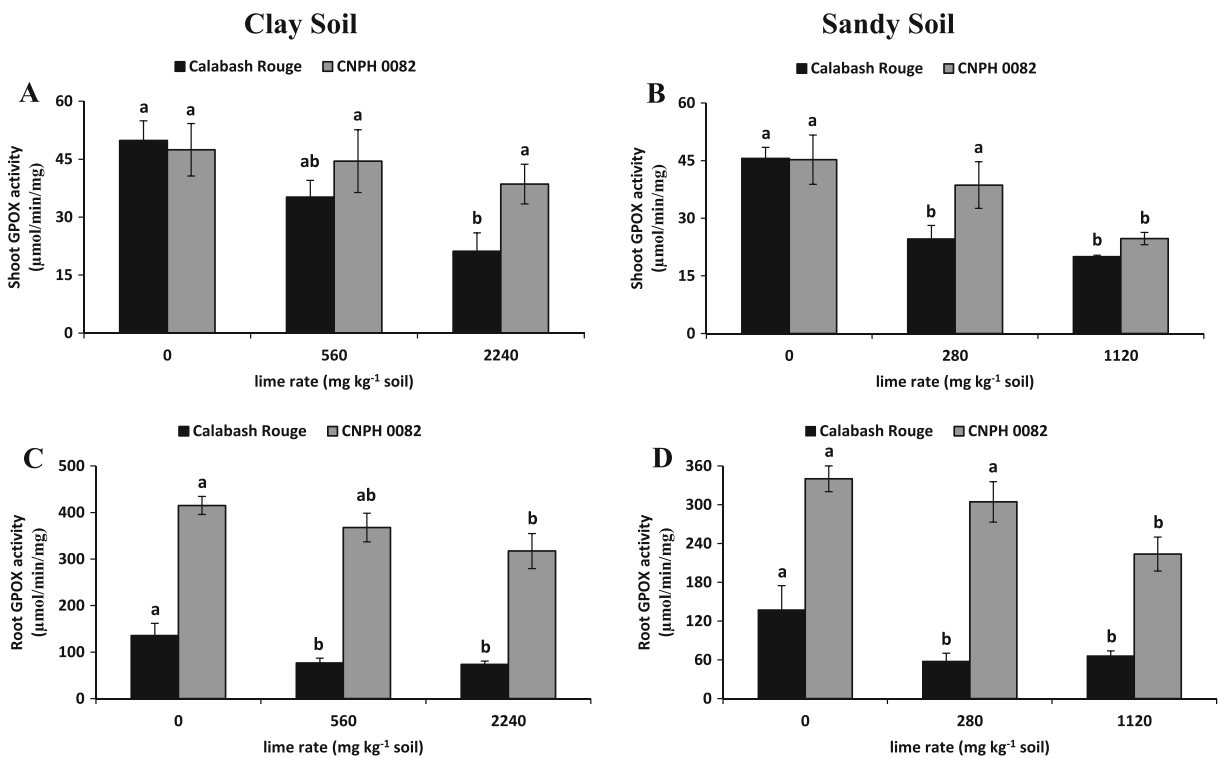 Clay Soil
Sandy Soil
Calabash Rouge CNPH 0082
A
Shoot GPOX activity
(µmol/min/mg)
60
45
30
15
0
a a
ab a
b a
0 560 2240
lime rate (mg kg⁻¹ soil)
Calabash Rouge CNPH 0082
B
Shoot GPOX activity
(µmol/min/mg)
60
45
30
15
0
a a
b a
b b
0 280 1120
lime rate (mg kg⁻¹ soil)
Calabash Rouge CNPH 0082
C
Root GPOX activity
(µmol/min/mg)
500
400
300
200
100
0
a a
b ab
b b
0 560 2240
lime rate (mg kg⁻¹ soil)
Calabash Rouge CNPH 0082
D
Root GPOX activity
(µmol/min/mg)
360
300
240
180
120
60
0
a a
b a
b b
0 280 1120
lime rate (mg kg⁻¹ soil)